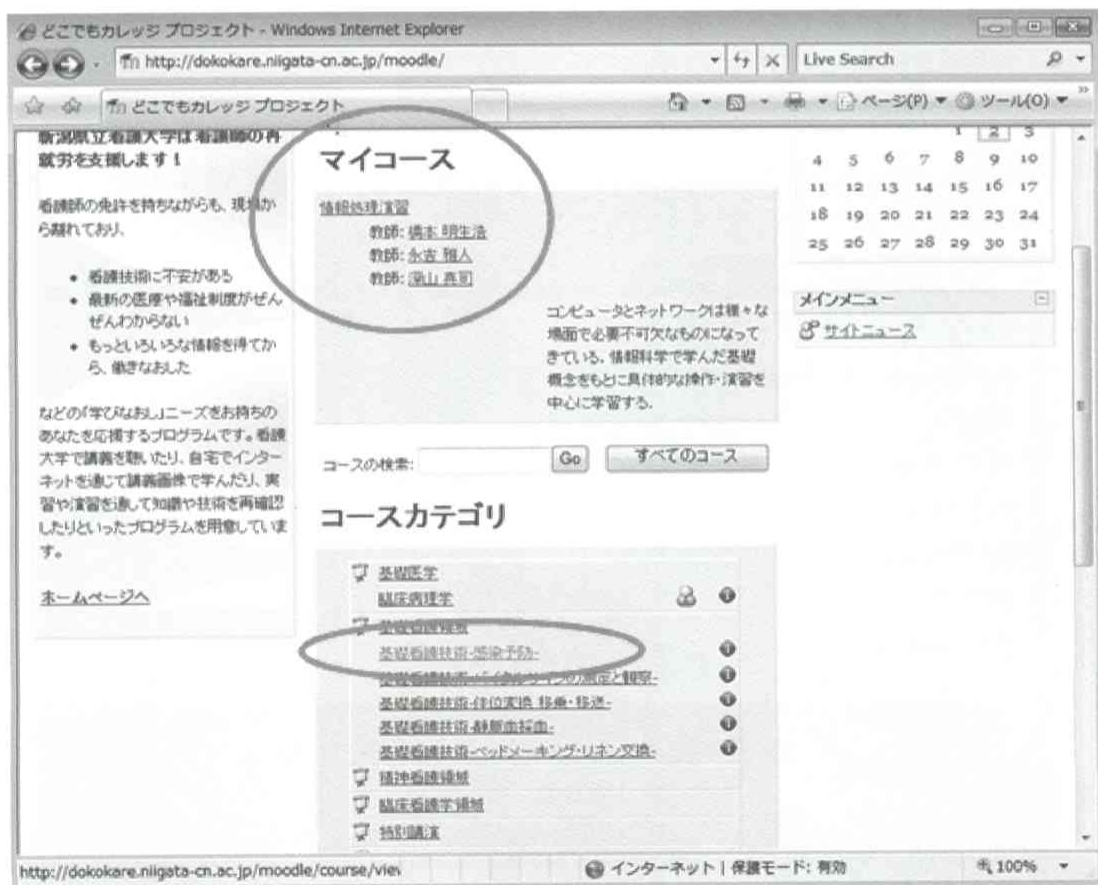 どこでもカレッジ プロジェクト - Windows Internet Explorer
http://dokokare.niigata-cn.ac.jp/moodle/
Live Search
どこでもカレッジ プロジェクト
ページ(P)
ツール(O)
新潟県立看護大学は看護師の再
就労を支援します！
看護師の免許を持ちながらも、現場か
ら離れており、
• 看護技術に不安がある
• 最新の医療や福祉制度がぜん
ぜんわからない
• もっといろいろな情報を得てか
ら、働きなおした
などの「学びなおし」ニーズをお持ちの
あなたを応援するプログラムです。看護
大学で講義を聴いたり、自宅でインター
ネットを通じて講義画像で学んだり、実
習や演習を通して知識や技術を再確認
したりといったプログラムを用意していま
す。
ホームページへ
マイコース
情報処理演習
教師: 橋本 明生浩
教師: 永吉 雅人
教師: 深山 真司
コンピュータとネットワークは様々な
場面で必要不可欠なものになって
きている。情報科学で学んだ基礎
概念をもとに具体的な操作・演習を
中心に学習する.
コースの検索:
Go
すべてのコース
コースカテゴリ
基礎医学
臨床病理学
基礎看護領域
基礎看護技術-感染予防-
基礎看護技術-バイタルサインの測定と観察-
基礎看護技術-体位変換 移乗・移送-
基礎看護技術-静脈血採血-
基礎看護技術-ベッドメーキング・リネン交換-
精神看護領域
臨床看護学領域
特別講演
1 2 3
4 5 6 7 8 9 10
11 12 13 14 15 16 17
18 19 20 21 22 23 24
25 26 27 28 29 30 31
メインメニュー
サイトニュース
http://dokokare.niigata-cn.ac.jp/moodle/course/view
インターネット | 保護モード: 有効
100%